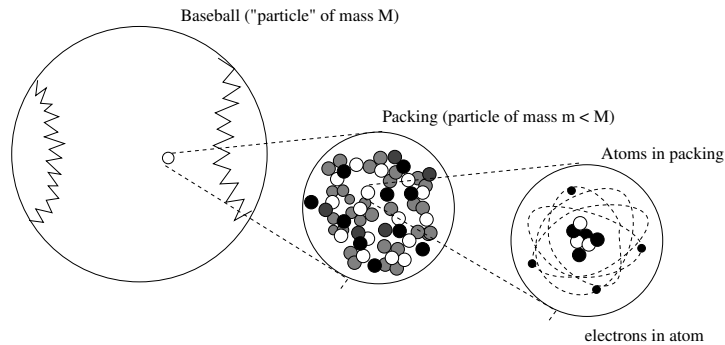 Baseball ("particle" of mass M)
Packing (particle of mass m < M)
Atoms in packing
electrons in atom